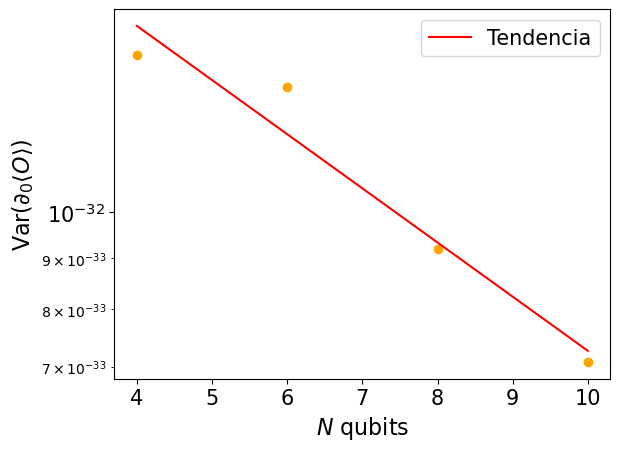 Tendencia
Var(∂₀⟨O⟩)
10⁻³²
9 × 10⁻³³
8 × 10⁻³³
7 × 10⁻³³
4 5 6 7 8 9 10
N qubits